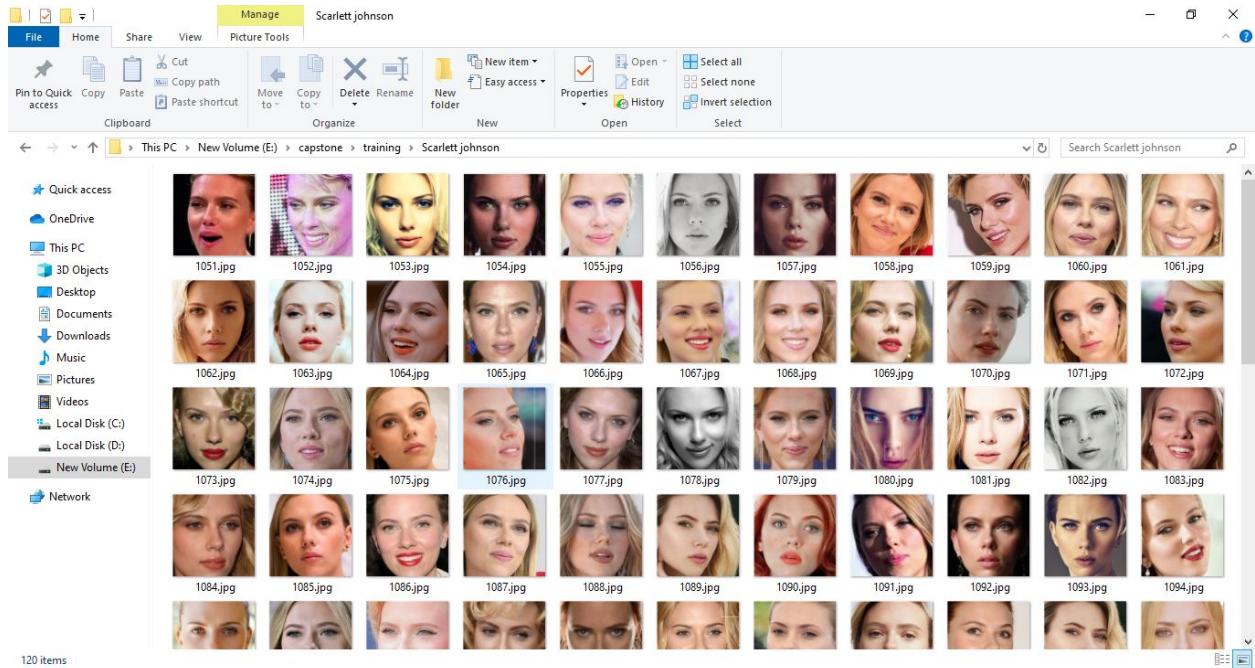 Manage
Scarlett johnson
File Home Share View Picture Tools
Pin to Quick access
Copy
Paste
Cut
Copy path
Paste shortcut
Clipboard
Move to
Copy to
Delete
Rename
Organize
New folder
New item
Easy access
New
Properties
Open
Edit
History
Open
Select all
Select none
Invert selection
Select
This PC > New Volume (E:) > capstone > training > Scarlett johnson
Search Scarlett johnson
Quick access
OneDrive
This PC
3D Objects
Desktop
Documents
Downloads
Music
Pictures
Videos
Local Disk (C:)
Local Disk (D:)
New Volume (E:)
Network
1051.jpg 1052.jpg 1053.jpg 1054.jpg 1055.jpg 1056.jpg 1057.jpg 1058.jpg 1059.jpg 1060.jpg 1061.jpg
1062.jpg 1063.jpg 1064.jpg 1065.jpg 1066.jpg 1067.jpg 1068.jpg 1069.jpg 1070.jpg 1071.jpg 1072.jpg
1073.jpg 1074.jpg 1075.jpg 1076.jpg 1077.jpg 1078.jpg 1079.jpg 1080.jpg 1081.jpg 1082.jpg 1083.jpg
1084.jpg 1085.jpg 1086.jpg 1087.jpg 1088.jpg 1089.jpg 1090.jpg 1091.jpg 1092.jpg 1093.jpg 1094.jpg
120 items